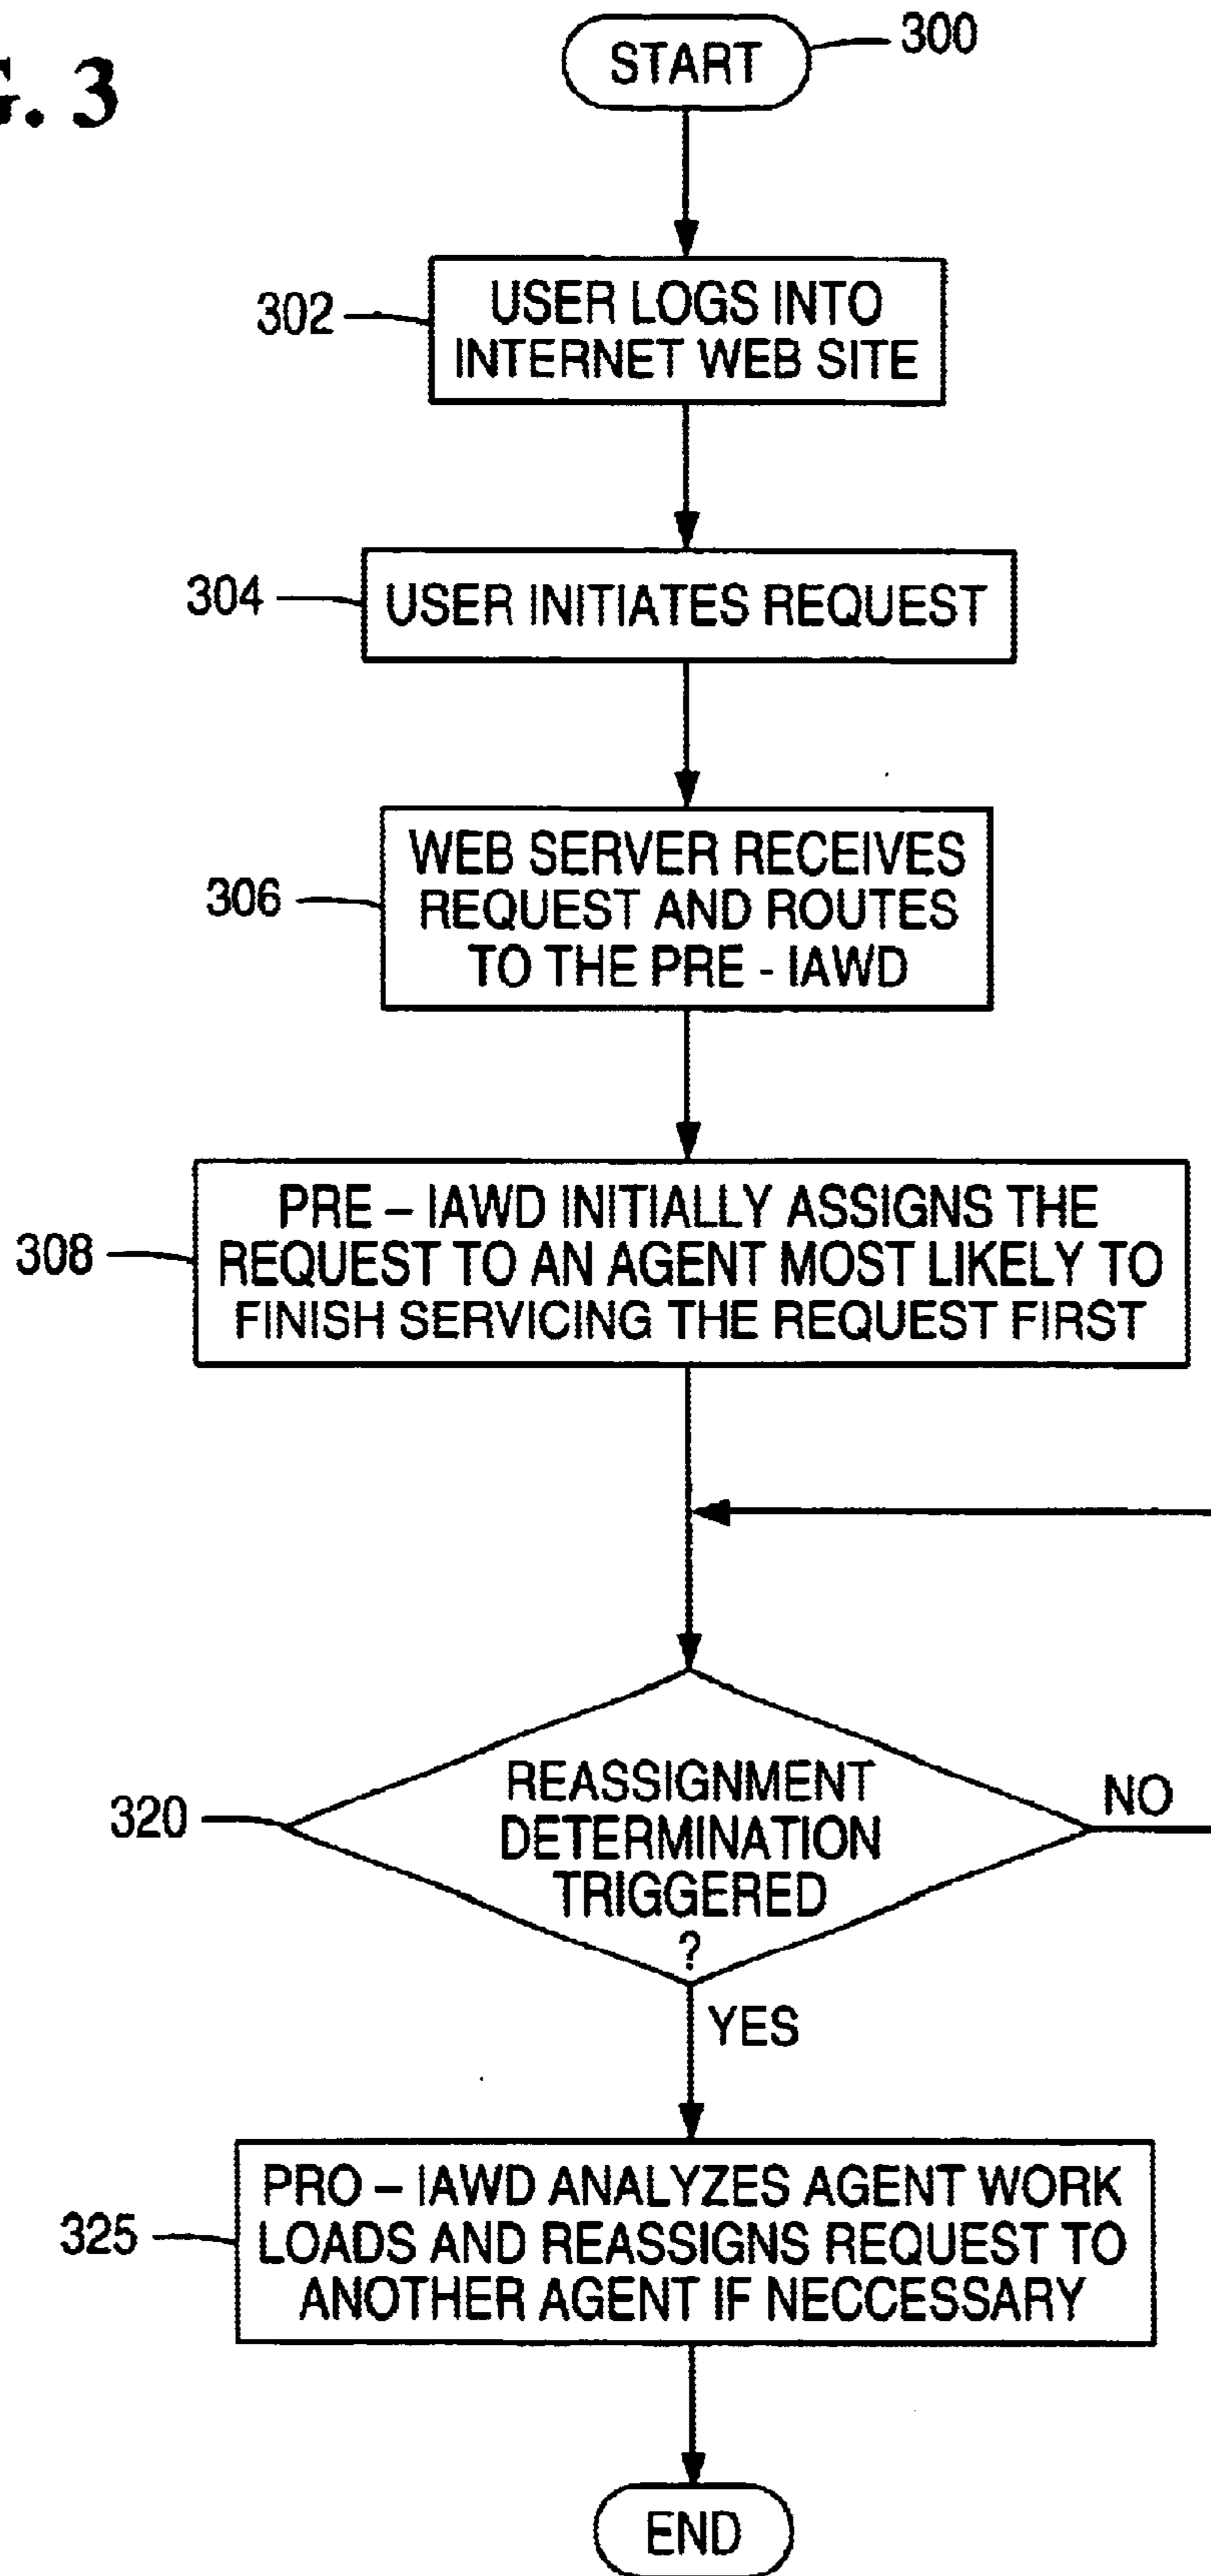 G. 3
START
300
302
USER LOGS INTO
INTERNET WEB SITE
304
USER INITIATES REQUEST
306
WEB SERVER RECEIVES
REQUEST AND ROUTES
TO THE PRE - IAWD
308
PRE – IAWD INITIALLY ASSIGNS THE
REQUEST TO AN AGENT MOST LIKELY TO
FINISH SERVICING THE REQUEST FIRST
320
REASSIGNMENT
DETERMINATION
TRIGGERED
?
NO
YES
325
PRO – IAWD ANALYZES AGENT WORK
LOADS AND REASSIGNS REQUEST TO
ANOTHER AGENT IF NECCESSARY
END